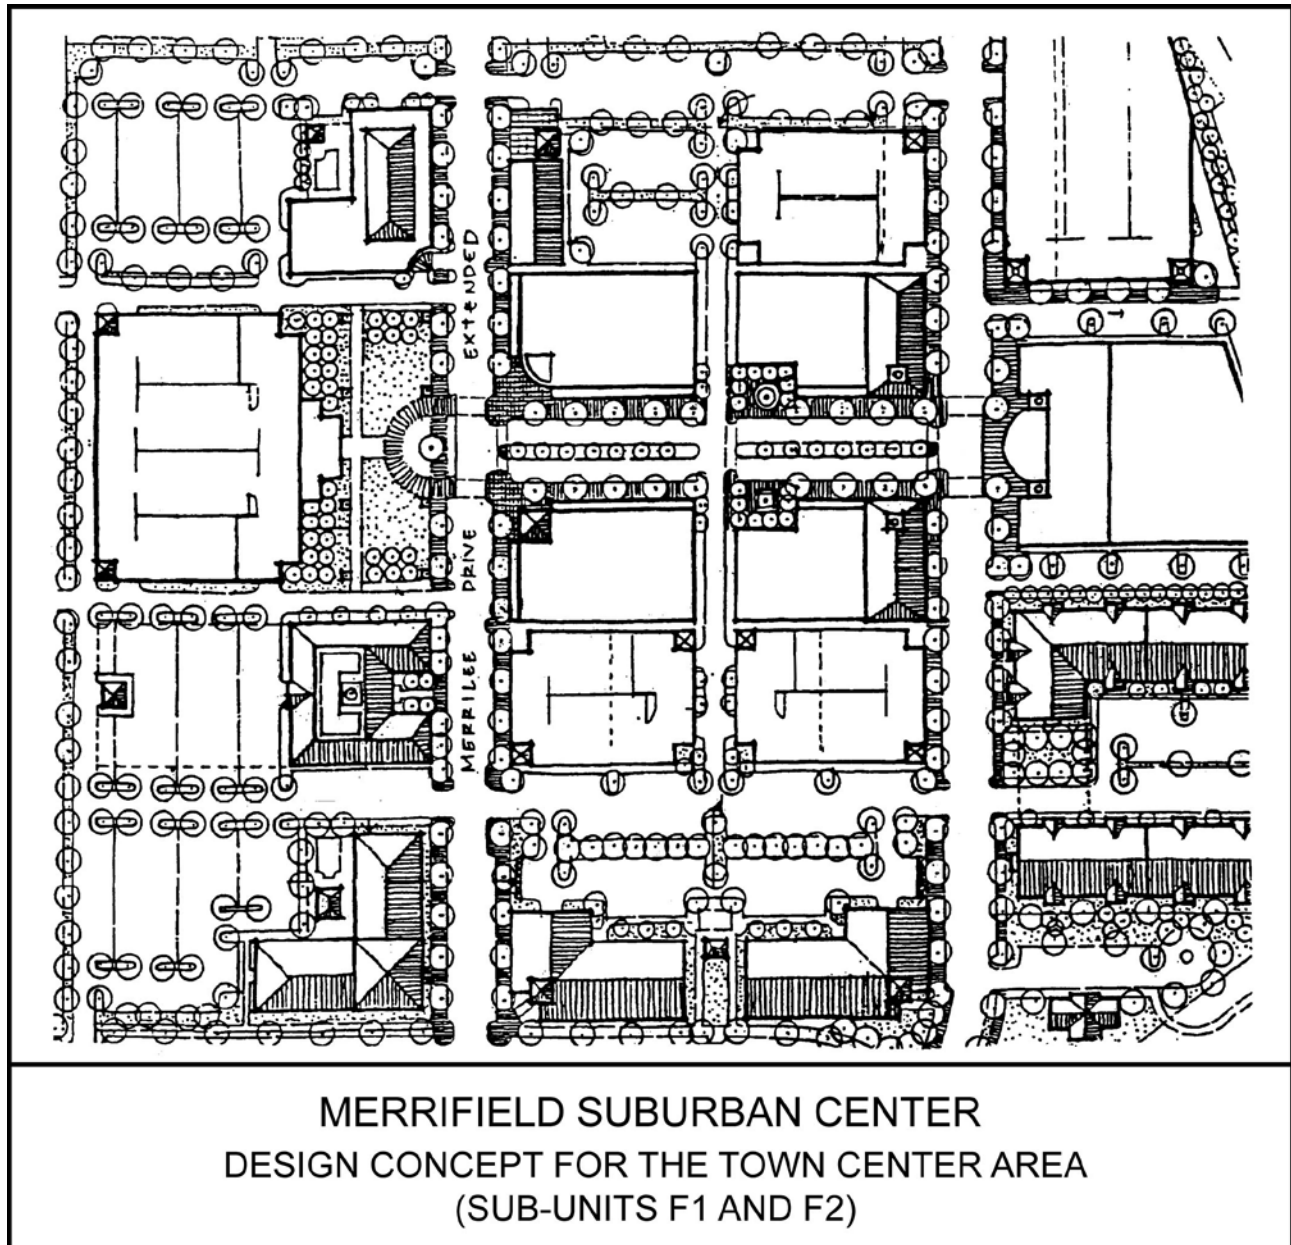 MERRILEE DRIVE EXTENDED
MERRIFIELD SUBURBAN CENTER
DESIGN CONCEPT FOR THE TOWN CENTER AREA
(SUB-UNITS F1 AND F2)